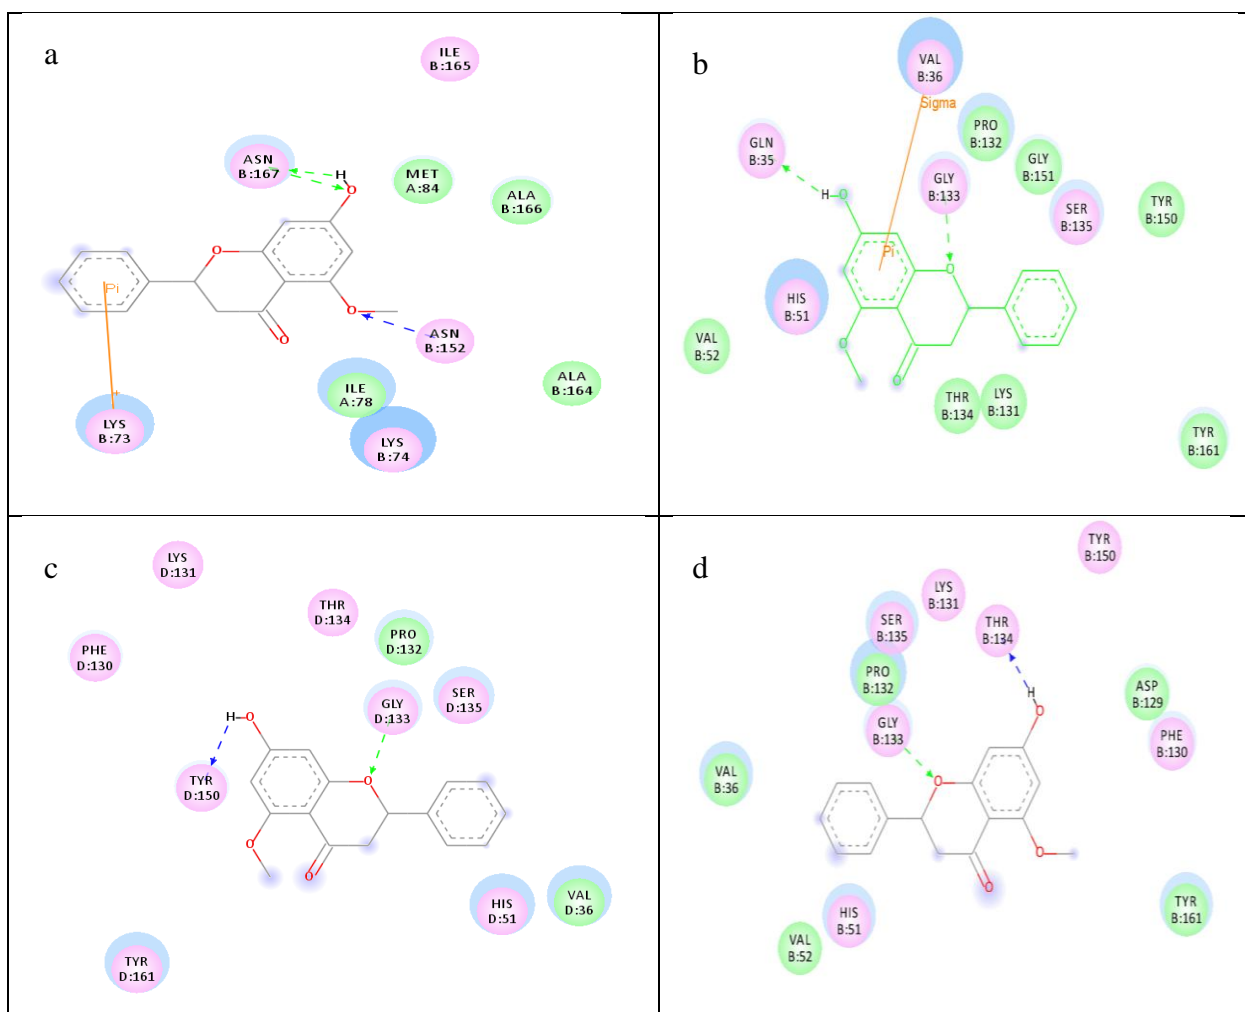 a
ILE
B:165
ASN
B:167
H
O
MET
A:84
ALA
B:166
O
Pi
O
O
ASN
B:152
ILE
A:78
ALA
B:164
+
LYS
B:73
LYS
B:74
b
VAL
B:36
Sigma
PRO
B:132
GLN
B:35
GLY
B:151
GLY
B:133
H-O
SER
B:135
TYR
B:150
Pi
O
HIS
B:51
VAL
B:52
O
O
THR
B:134
LYS
B:131
TYR
B:161
c
LYS
D:131
THR
D:134
PRO
D:132
PHE
D:130
GLY
D:133
SER
D:135
H-O
TYR
D:150
O
O
O
HIS
D:51
VAL
D:36
TYR
D:161
d
TYR
B:150
LYS
B:131
SER
B:135
THR
B:134
PRO
B:132
H
O
ASP
B:129
GLY
B:133
PHE
B:130
VAL
B:36
O
O
O
HIS
B:51
TYR
B:161
VAL
B:52